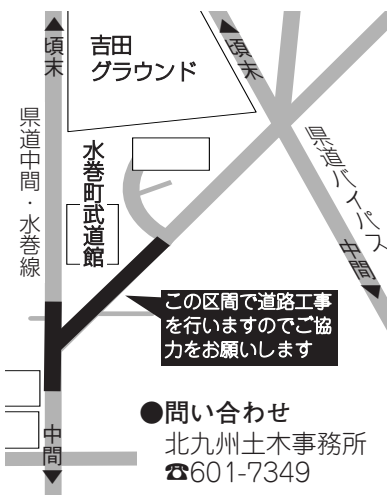 ▲頃末
吉田
グラウンド
▲頃末
県道中間・水巻線
水巻町武道館
県道バイパス
中間▼
この区間で道路工事
を行いますのでご協
力をお願いします
中間▼
●問い合わせ
北九州土木事務所
☎601-7349